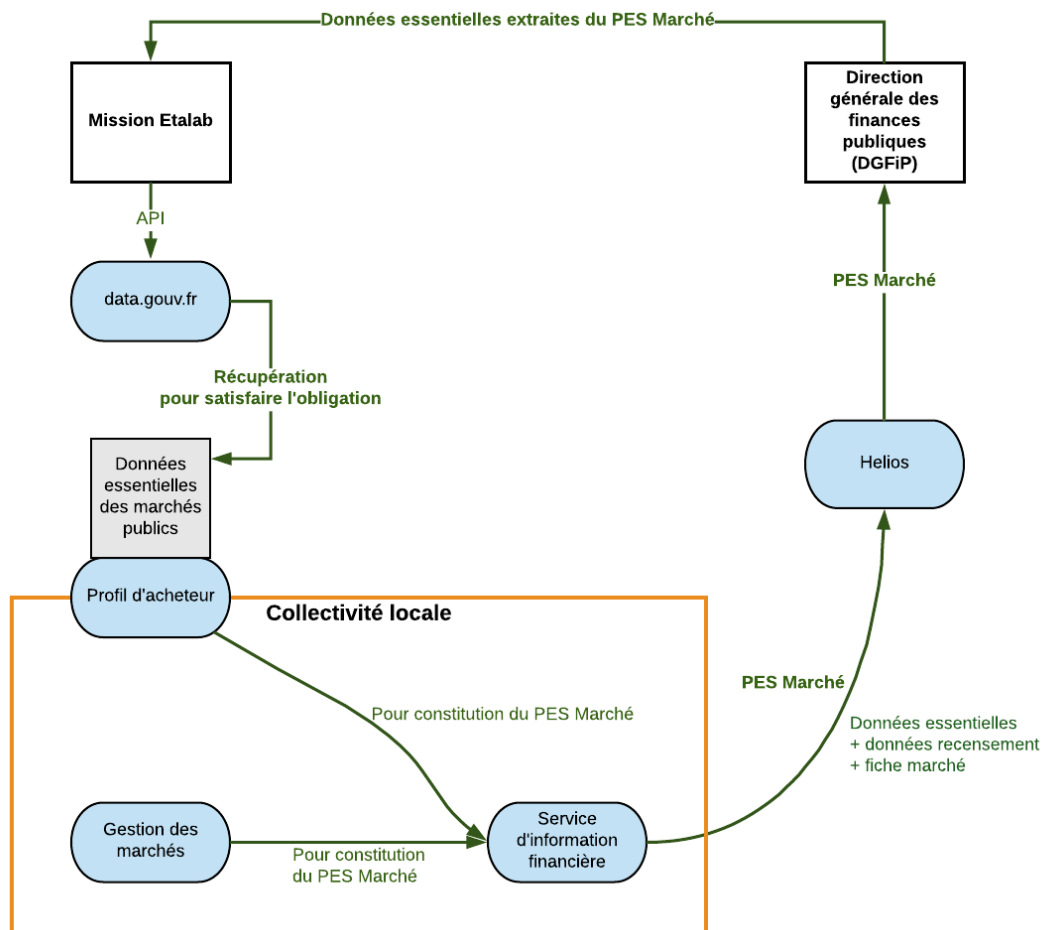 Données essentielles extraites du PES Marché
Mission Etalab
Direction
générale des
finances
publiques
(DGFiP)
API
data.gouv.fr
PES Marché
Récupération
pour satisfaire l'obligation
Données
essentielles
des marchés
publics
Helios
Profil d'acheteur
Collectivité locale
PES Marché
Pour constitution du PES Marché
Données essentielles
+ données recensement
+ fiche marché
Gestion des
marchés
Pour constitution
du PES Marché
Service
d'information
financière